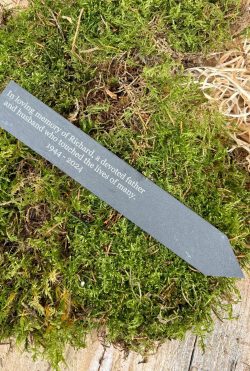 In loving memory of Richard, a devoted father
and husband who touched the lives of many.
1944 - 2024